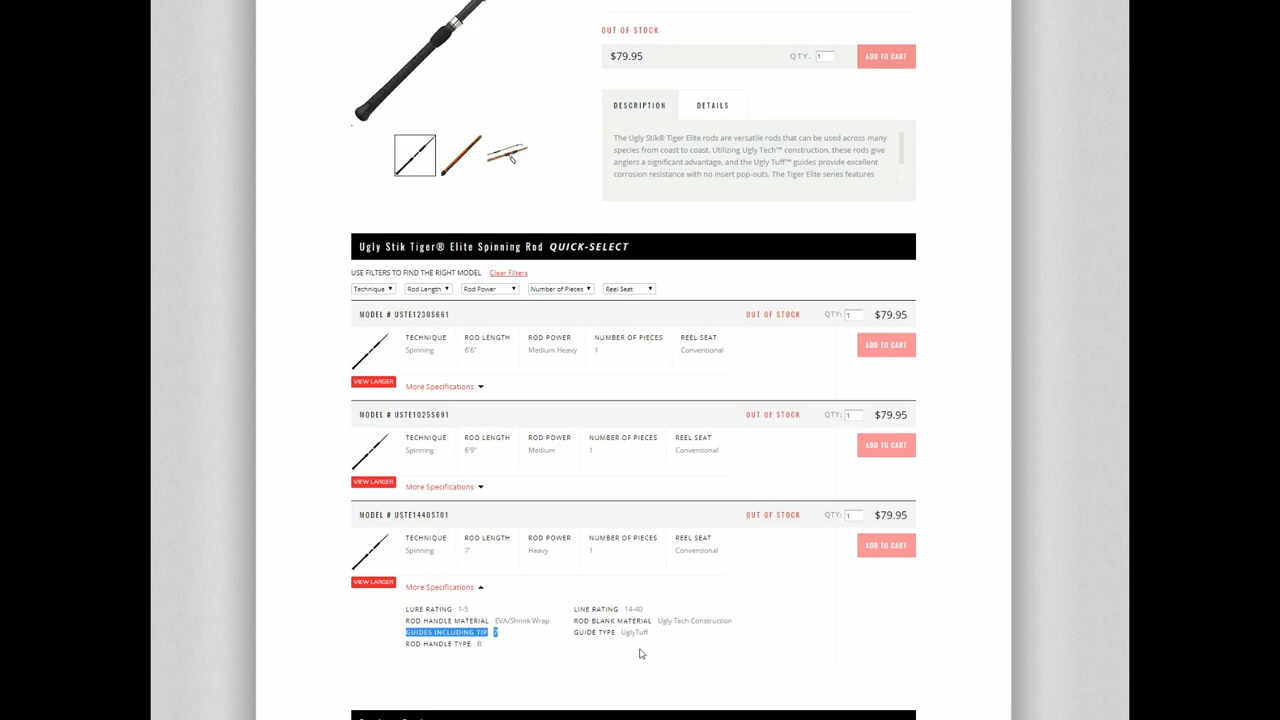 OUT OF STOCK
$79.95 QTY. 1 ADD TO CART
DESCRIPTION DETAILS
The Ugly Stik® Tiger Elite rods are versatile rods that can be used across many
species from coast to coast. Utilizing Ugly Tech™ construction, these rods give
anglers a significant advantage, and the Ugly Tuff™ guides provide excellent
corrosion resistance with no insert pop-outs. The Tiger Elite series features
Ugly Stik Tiger® Elite Spinning Rod QUICK-SELECT
USE FILTERS TO FIND THE RIGHT MODEL Clear Filters
Technique Rod Length Rod Power Number of Pieces Reel Seat
MODEL # USTE1230S661 OUT OF STOCK QTY: 1 $79.95
TECHNIQUE ROD LENGTH ROD POWER NUMBER OF PIECES REEL SEAT ADD TO CART
Spinning 6'6" Medium Heavy 1 Conventional
VIEW LARGER More Specifications
MODEL # USTE1025S691 OUT OF STOCK QTY: 1 $79.95
TECHNIQUE ROD LENGTH ROD POWER NUMBER OF PIECES REEL SEAT ADD TO CART
Spinning 6'9" Medium 1 Conventional
VIEW LARGER More Specifications
MODEL # USTE1440S701 OUT OF STOCK QTY: 1 $79.95
TECHNIQUE ROD LENGTH ROD POWER NUMBER OF PIECES REEL SEAT ADD TO CART
Spinning 7' Heavy 1 Conventional
VIEW LARGER More Specifications
LURE RATING 1-5 LINE RATING 14-40
ROD HANDLE MATERIAL EVA/Shrink Wrap ROD BLANK MATERIAL Ugly Tech Construction
GUIDES INCLUDING TIP 7 GUIDE TYPE UglyTuff
ROD HANDLE TYPE B